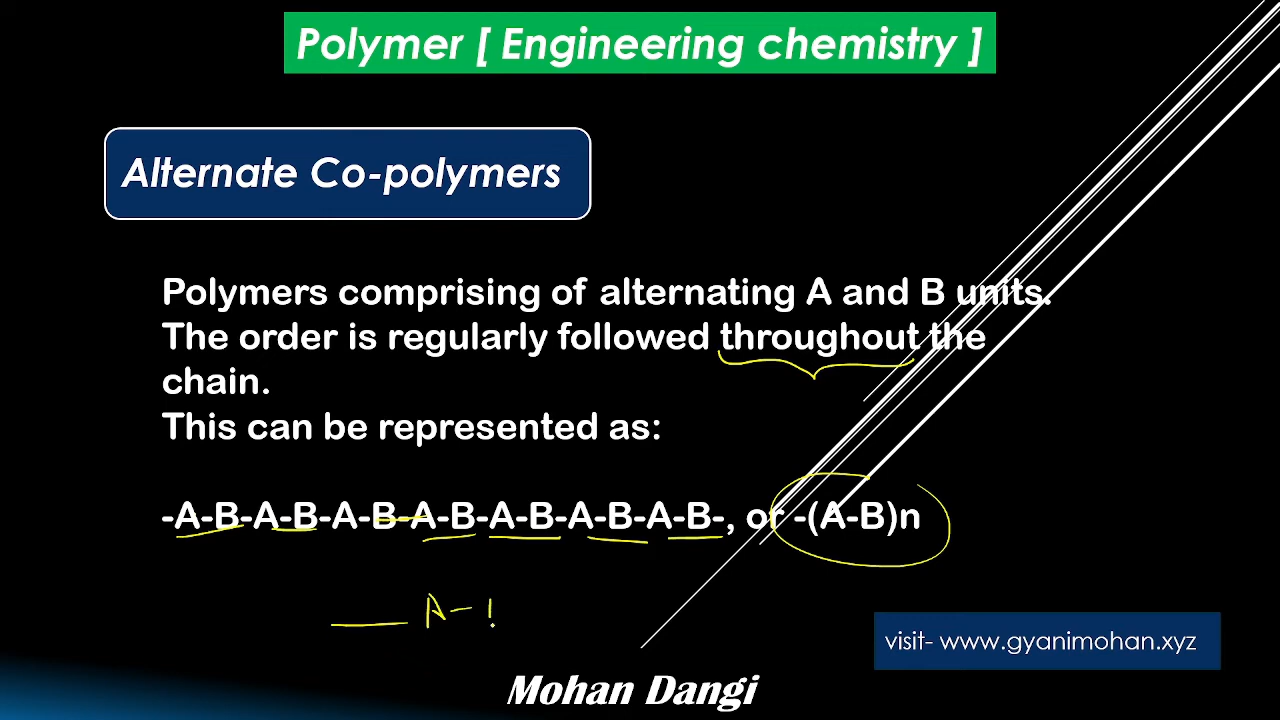 Polymer [ Engineering chemistry ]
Alternate Co-polymers
Polymers comprising of alternating A and B units.
The order is regularly followed throughout the
chain.
This can be represented as:
-A-B-A-B-A-B-A-B-A-B-A-B-A-B-, or -(A-B)n
A-
visit- www.gyanimohan.xyz
Mohan Dangi